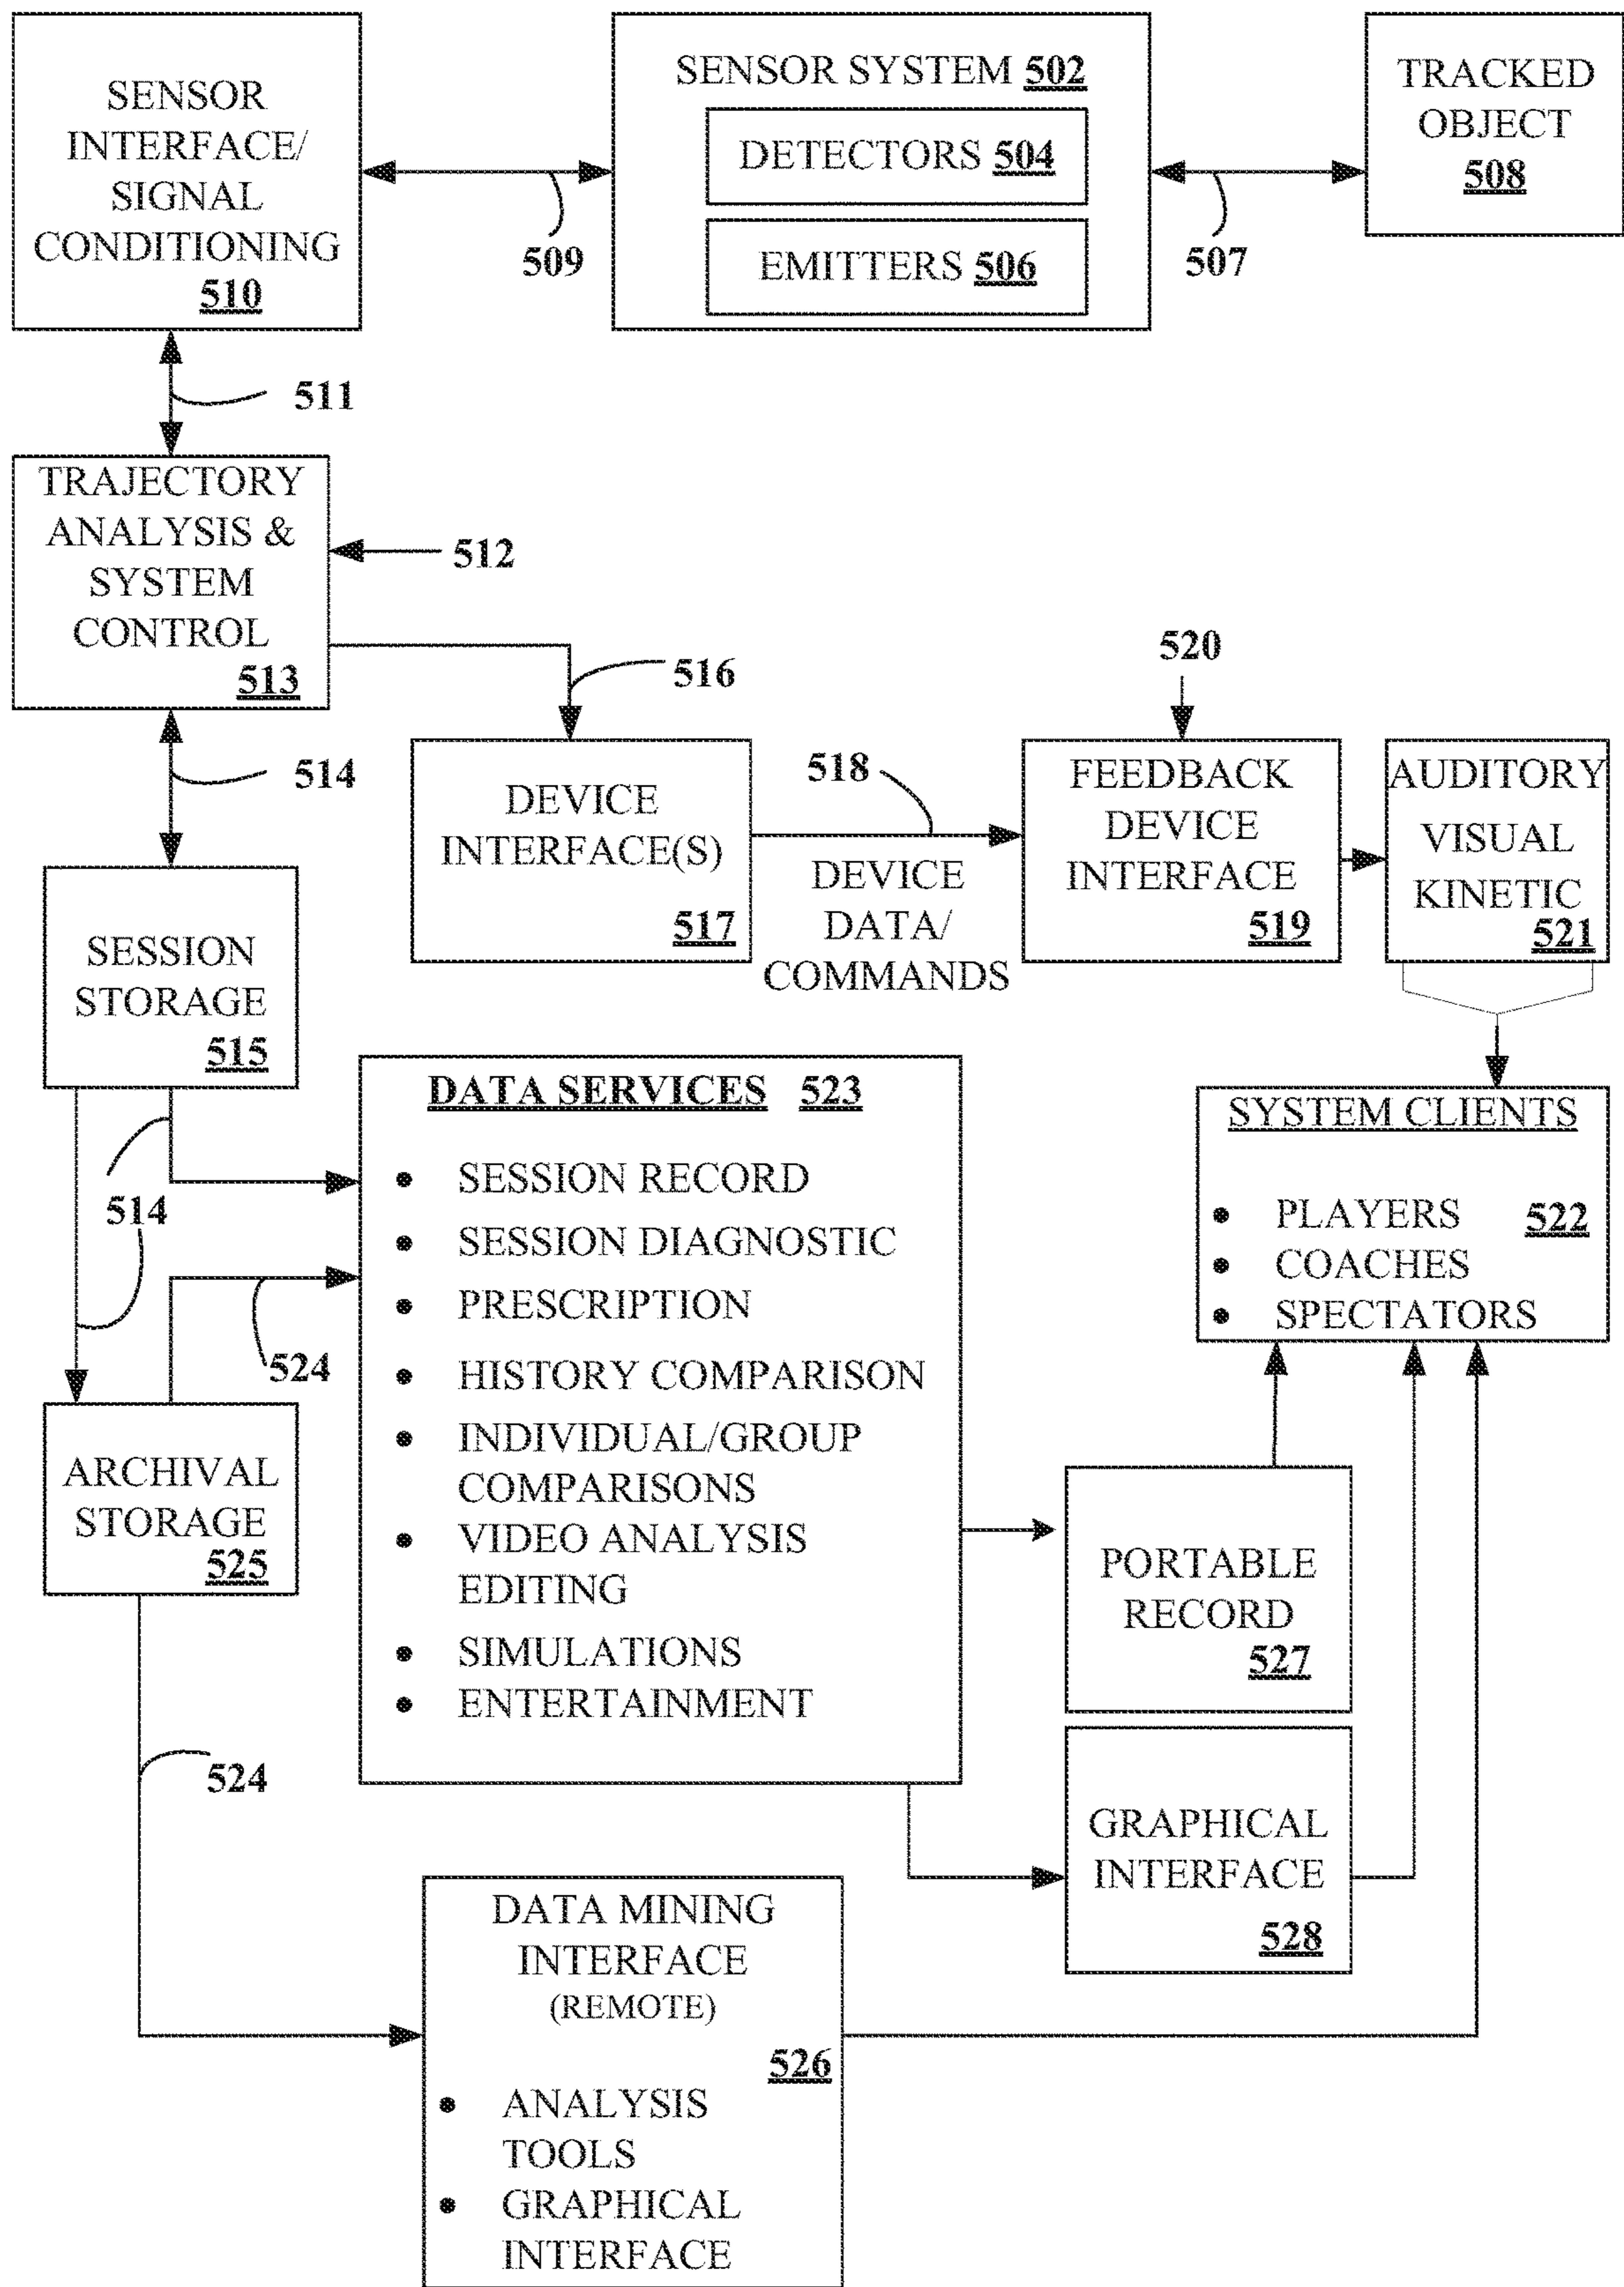 SENSOR
INTERFACE/
SIGNAL
CONDITIONING
510
SENSOR SYSTEM 502
DETECTORS 504
EMITTERS 506
TRACKED
OBJECT
508
509
507
511
TRAJECTORY
ANALYSIS &
SYSTEM
CONTROL
513
512
516
520
514
DEVICE
INTERFACE(S)
517
518
DEVICE
DATA/
COMMANDS
FEEDBACK
DEVICE
INTERFACE
519
AUDITORY
VISUAL
KINETIC
521
SESSION
STORAGE
515
514
524
ARCHIVAL
STORAGE
525
524
DATA SERVICES 523
• SESSION RECORD
• SESSION DIAGNOSTIC
• PRESCRIPTION
• HISTORY COMPARISON
• INDIVIDUAL/GROUP
COMPARISONS
• VIDEO ANALYSIS
EDITING
• SIMULATIONS
• ENTERTAINMENT
SYSTEM CLIENTS
522
• PLAYERS
• COACHES
• SPECTATORS
PORTABLE
RECORD
527
GRAPHICAL
INTERFACE
528
DATA MINING
INTERFACE
(REMOTE)
526
• ANALYSIS
TOOLS
• GRAPHICAL
INTERFACE